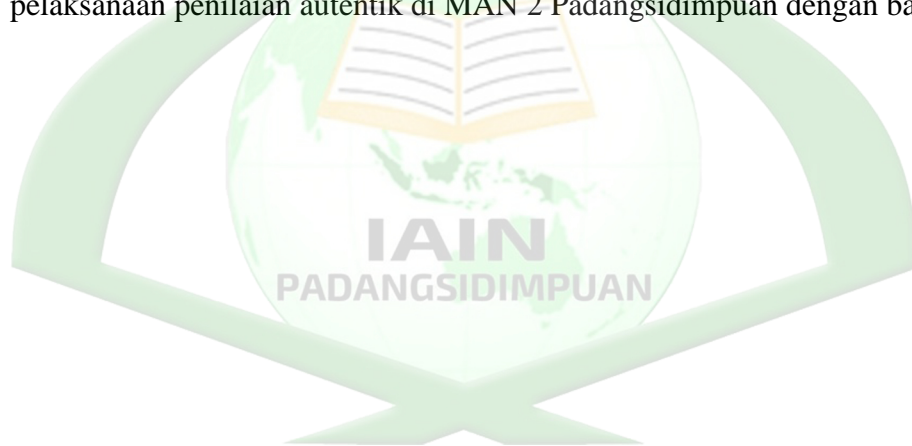 pelaksanaan penilaian autentik di MAN 2 Padangsidimpuan dengan ba
IAIN
PADANGSIDIMPUAN